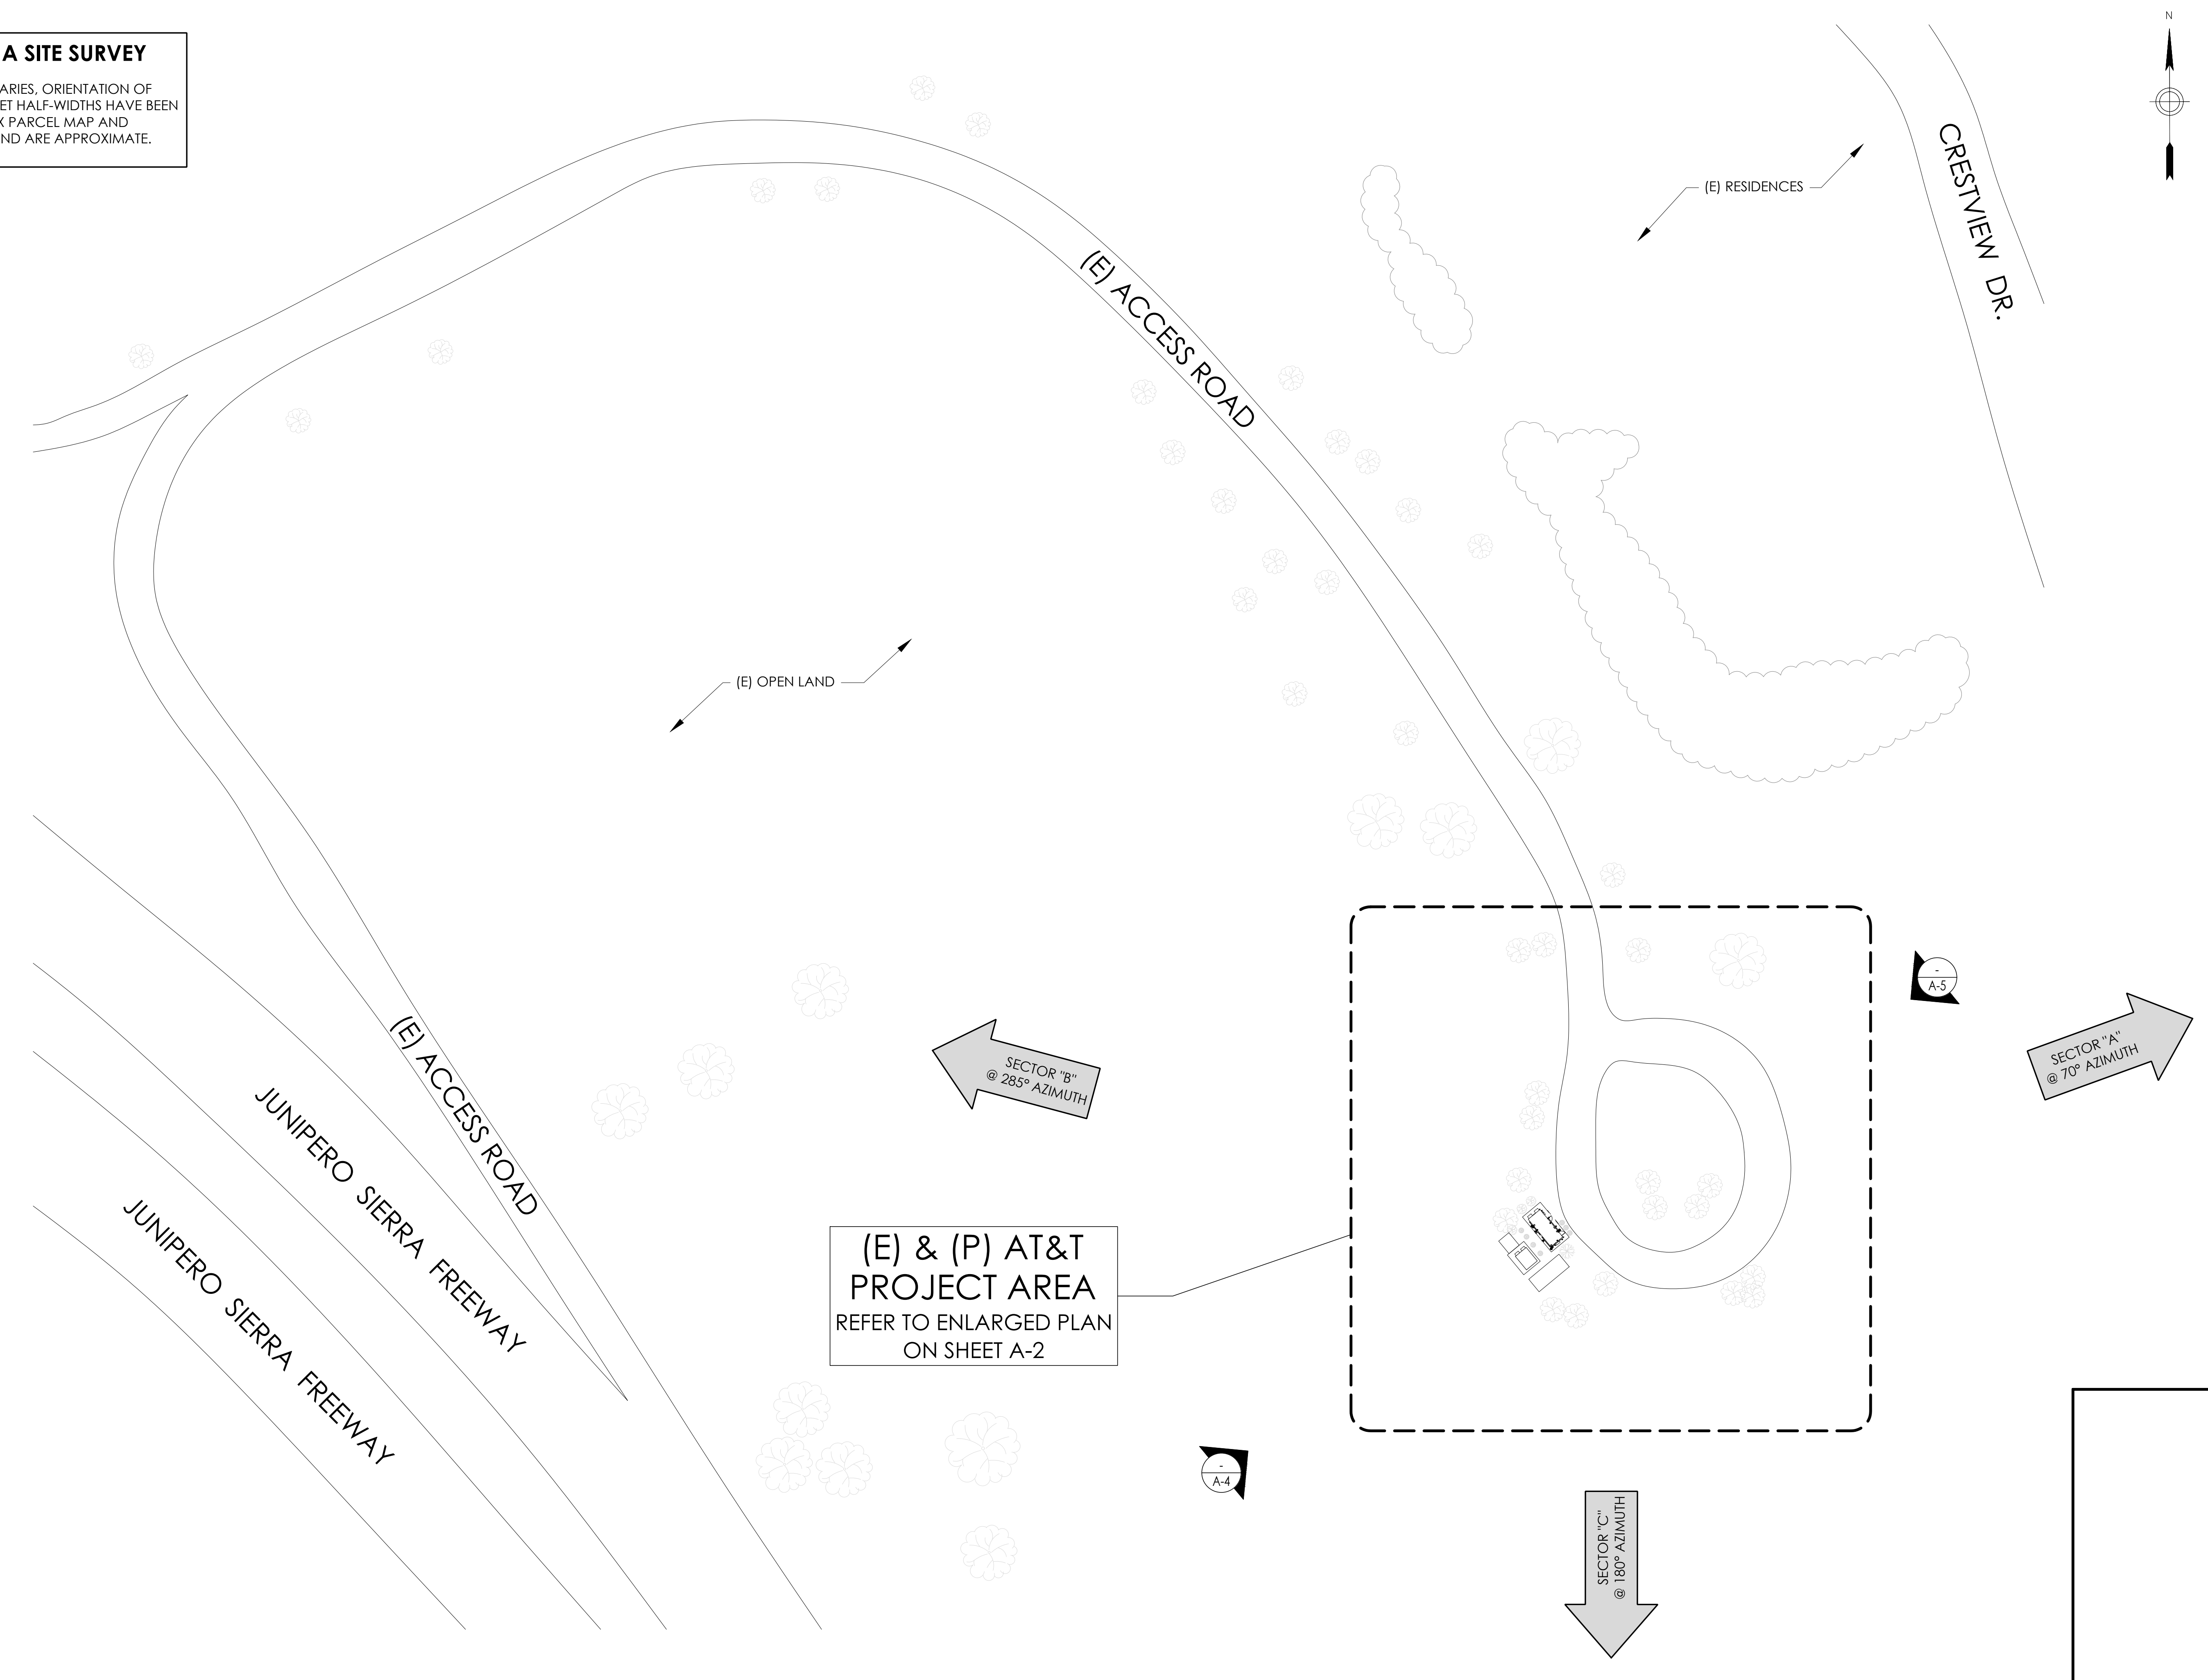 A SITE SURVEY
ARIES, ORIENTATION OF
ET HALF-WIDTHS HAVE BEEN
X PARCEL MAP AND
ND ARE APPROXIMATE.
N
CRESTVIEW DR.
(E) RESIDENCES
(E) ACCESS ROAD
(E) OPEN LAND
-
A-5
SECTOR "A"
@ 70° AZIMUTH
SECTOR "B"
@ 285° AZIMUTH
(E) ACCESS ROAD
JUNIPERO SIERRA FREEWAY
JUNIPERO SIERRA FREEWAY
(E) & (P) AT&T
PROJECT AREA
REFER TO ENLARGED PLAN
ON SHEET A-2
-
A-4
SECTOR "C"
@ 180° AZIMUTH